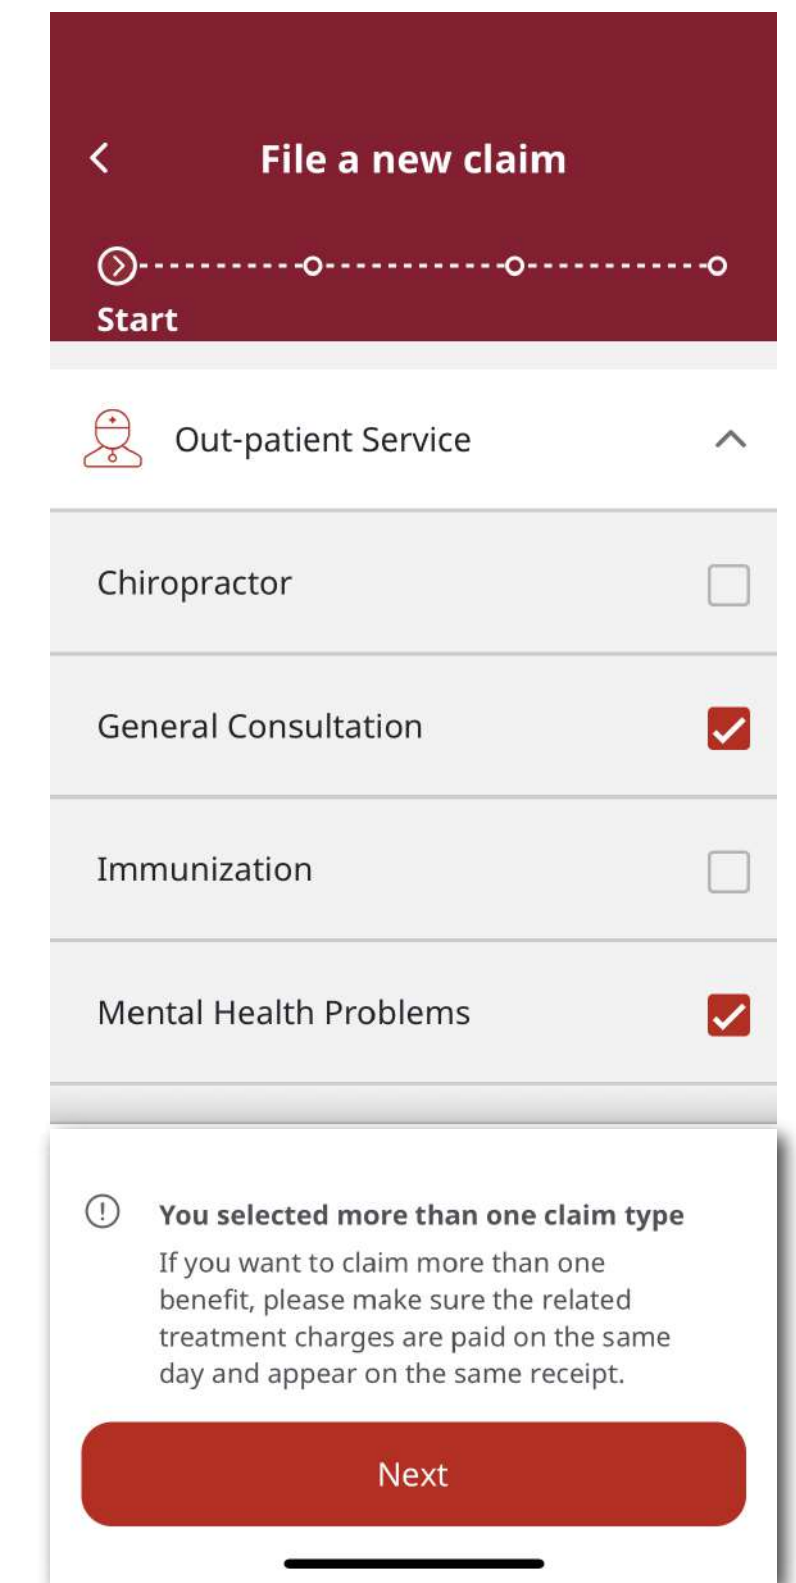 File a new claim
Start
Out-patient Service
Chiropractor
General Consultation
Immunization
Mental Health Problems
You selected more than one claim type
If you want to claim more than one
benefit, please make sure the related
treatment charges are paid on the same
day and appear on the same receipt.
Next